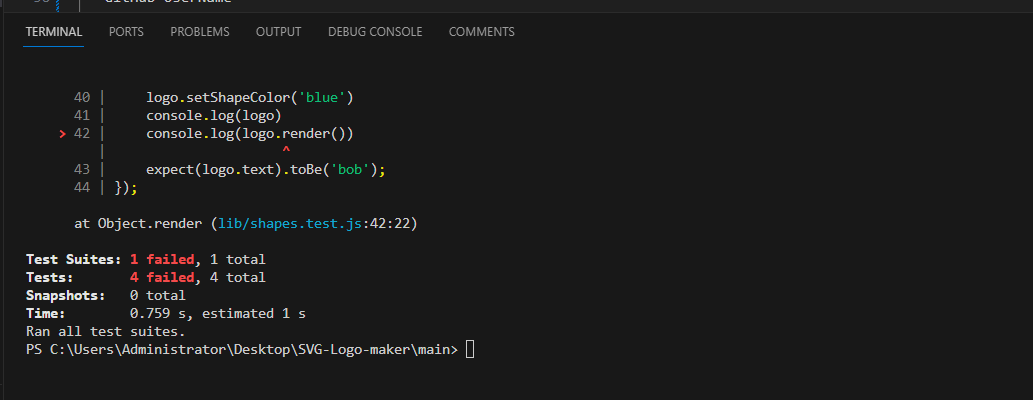 GitHub UserName
TERMINAL PORTS PROBLEMS OUTPUT DEBUG CONSOLE COMMENTS
40 |     logo.setShapeColor('blue')
41 |     console.log(logo)
> 42 |     console.log(logo.render())
|                      ^
43 |     expect(logo.text).toBe('bob');
44 | });
at Object.render (lib/shapes.test.js:42:22)
Test Suites: 1 failed, 1 total
Tests:       4 failed, 4 total
Snapshots:   0 total
Time:        0.759 s, estimated 1 s
Ran all test suites.
PS C:\Users\Administrator\Desktop\SVG-Logo-maker\main>